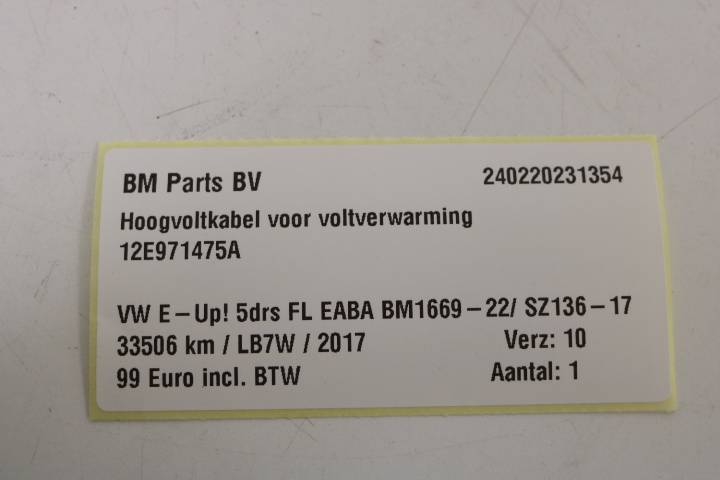 BM Parts BV 240220231354
Hoogvoltkabel voor voltverwarming
12E971475A
VW E-Up! 5drs FL EABA BM1669-22/ SZ136-17
33506 km / LB7W / 2017 Verz: 10
99 Euro incl. BTW Aantal: 1